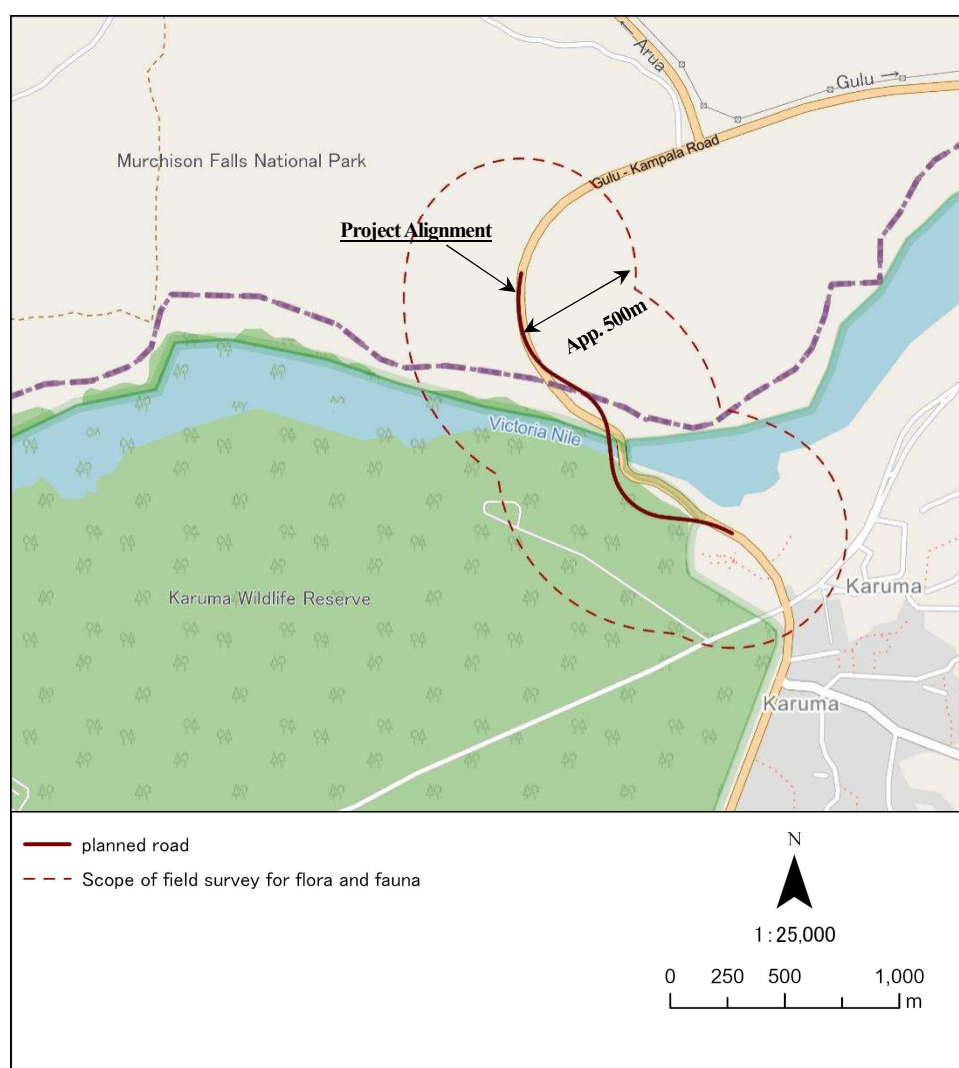 Arua
Gulu →
Murchison Falls National Park
Gulu - Kampala Road
Project Alignment
App. 500m
Victoria Nile
Karuma Wildlife Reserve
Karuma
Karuma
planned road
Scope of field survey for flora and fauna
N
1:25,000
0 250 500 1,000
m